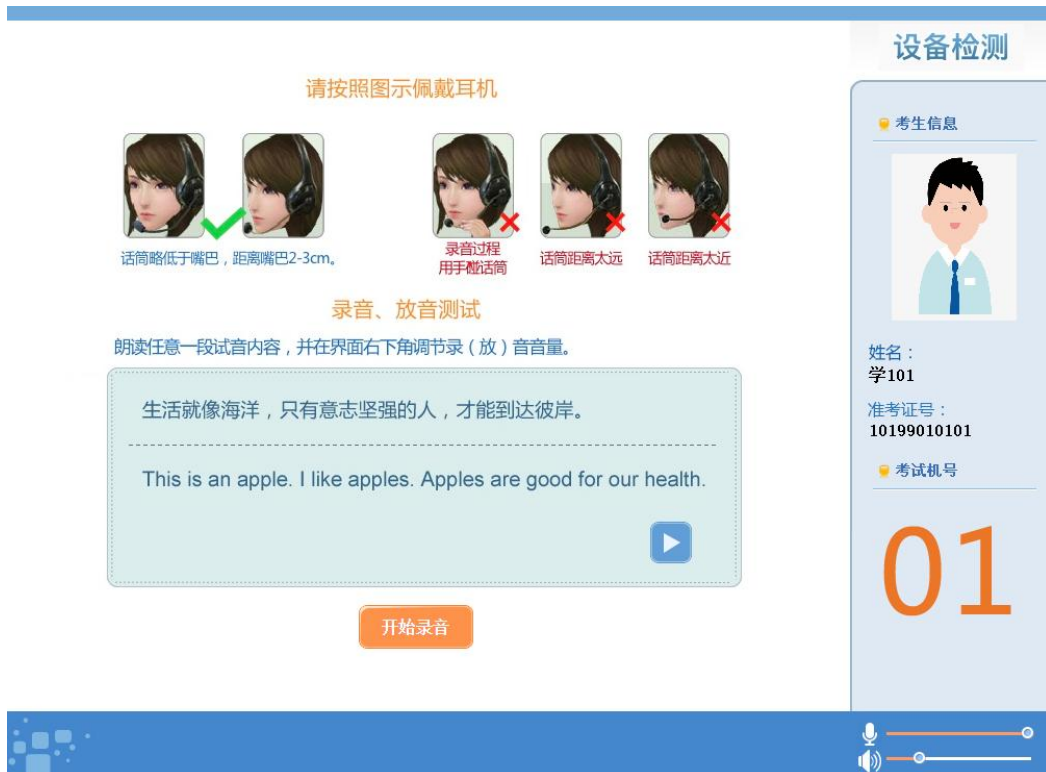 设备检测
请按照图示佩戴耳机
话筒略低于嘴巴，距离嘴巴2-3cm。
录音过程
用手碰话筒
话筒距离太远
话筒距离太近
录音、放音测试
朗读任意一段试音内容，并在界面右下角调节录（放）音音量。
生活就像海洋，只有意志坚强的人，才能到达彼岸。
This is an apple. I like apples. Apples are good for our health.
开始录音
考生信息
姓名：
学101
准考证号：
10199010101
考试机号
01